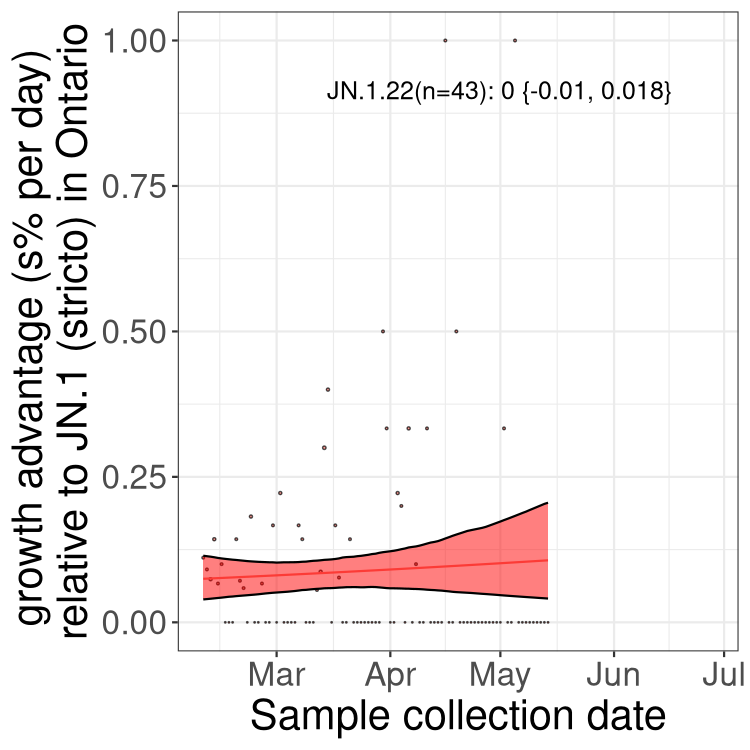 growth advantage (s% per day)
relative to JN.1 (stricto) in Ontario
1.00
0.75
0.50
0.25
0.00
JN.1.22(n=43): 0 {-0.01, 0.018}
Mar Apr May Jun Jul
Sample collection date